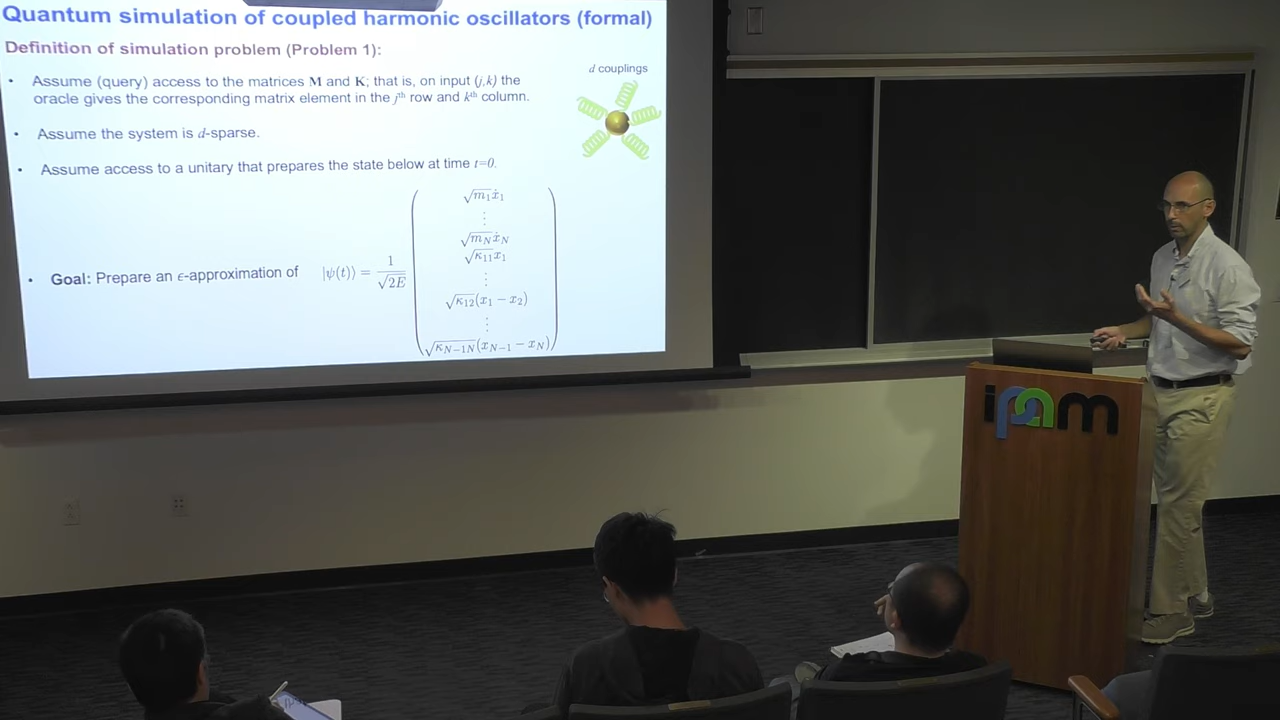 Quantum simulation of coupled harmonic oscillators (formal)
Definition of simulation problem (Problem 1):
d couplings
• Assume (query) access to the matrices M and K; that is, on input (j,k) the
oracle gives the corresponding matrix element in the jᵗʰ row and kᵗʰ column.
• Assume the system is d-sparse.
• Assume access to a unitary that prepares the state below at time t=0.
√m₁ẋ₁
⋮
√m_Nẋ_N
√κ₁₁x₁
⋮
• Goal: Prepare an ϵ-approximation of |ψ(t)⟩ = 1/√2E
√κ₁₂(x₁ − x₂)
⋮
√κ_{N−1N}(x_{N−1} − x_N)
ipam